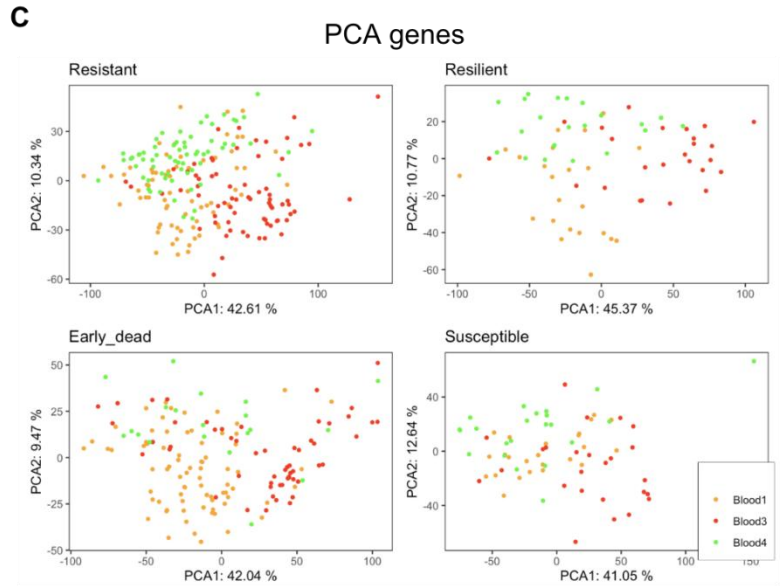 C
PCA genes
Resistant
Resilient
PCA2: 10.34 %
30
0
-30
-60
-100
0
100
PCA1: 42.61 %
PCA2: 10.77 %
20
0
-20
-40
-60
-100
-50
0
50
100
PCA1: 45.37 %
Early_dead
Susceptible
PCA2: 9.47 %
50
25
0
-25
-50
-100
-50
0
50
100
PCA1: 42.04 %
PCA2: 12.64 %
40
0
-40
-50
0
50
150
PCA1: 41.05 %
Blood1
Blood3
Blood4